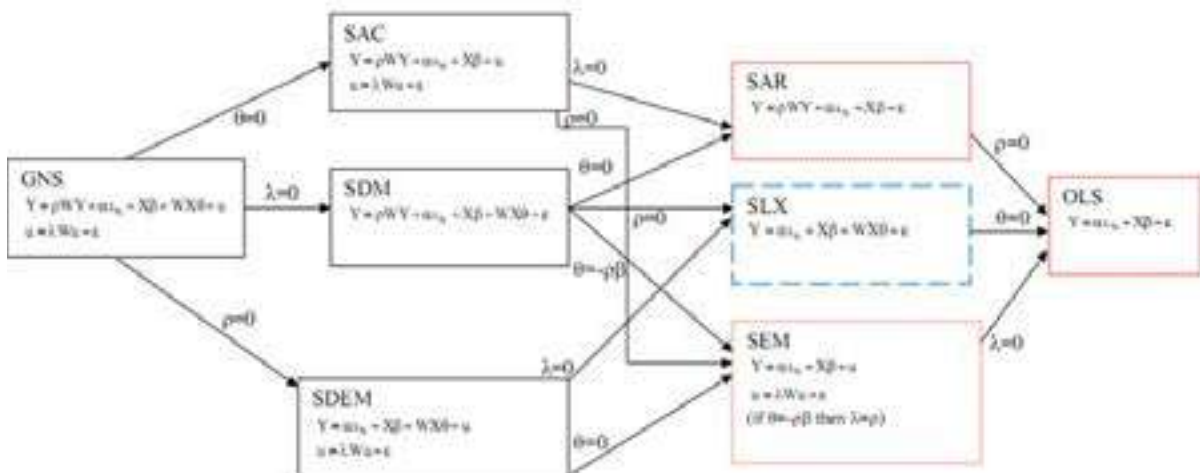 SAC
Y=ρWY+αι_n+Xβ+u
u=λWu+ε
λ=0
SAR
Y=ρWY+αι_n+Xβ+ε
θ=0
ρ=0
ρ=0
GNS
Y=ρWY+αι_n+Xβ+WXθ+u
u=λWu+ε
λ=0
SDM
Y=ρWY+αι_n+Xβ+WXθ+ε
θ=0
ρ=0
SLX
Y=αι_n+Xβ+WXθ+ε
θ=0
OLS
Y=αι_n+Xβ+ε
θ=-ρβ
ρ=0
SDEM
Y=αι_n+Xβ+WXθ+u
u=λWu+ε
λ=0
θ=0
SEM
Y=αι_n+Xβ+u
u=λWu+ε
(if θ=-ρβ then λ=ρ)
λ=0